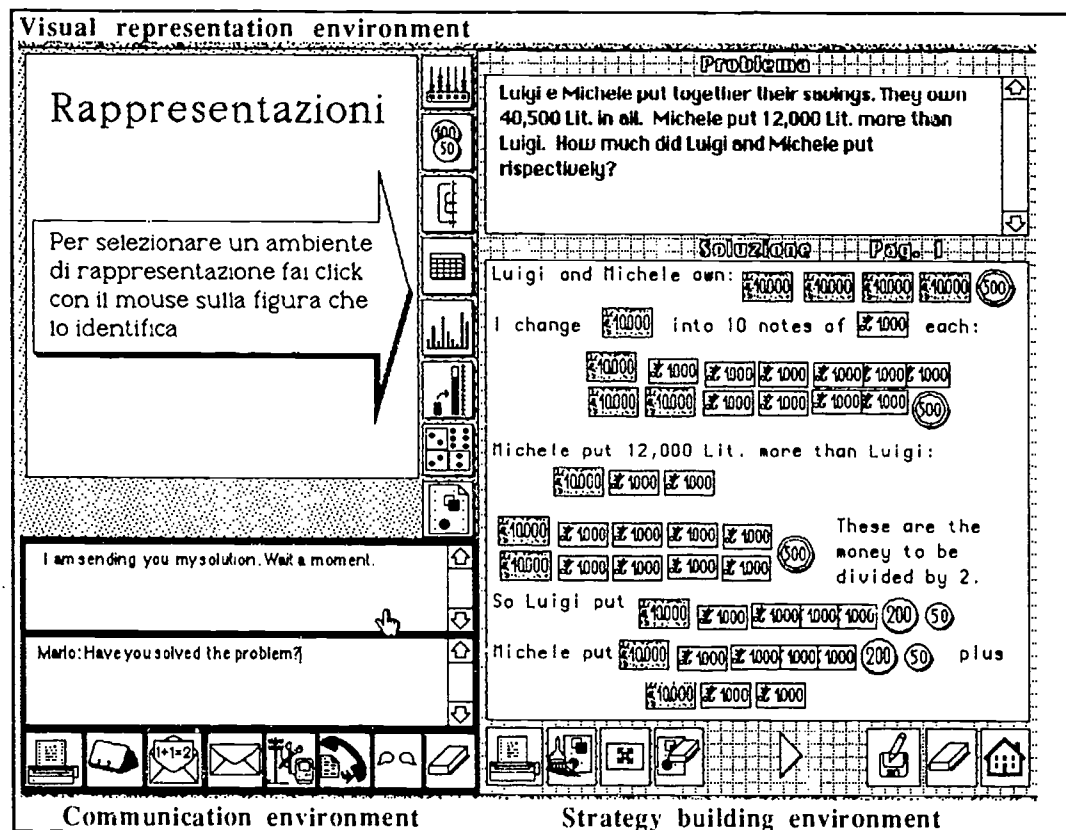 Visual representation environment
Rappresentazioni
Per selezionare un ambiente
di rappresentazione fai click
con il mouse sulla figura che
lo identifica
100
50
Problema
Luigi e Michele put together their savings. They own
40,500 Lit. in all. Michele put 12,000 Lit. more than
Luigi. How much did Luigi and Michele put
rispectively?
Soluzione Pag. 1
Luigi and Michele own: £10000 £10000 £10000 £10000 500
I change £10000 into 10 notes of £ 1000 each:
£10000 £ 1000 £ 1000 £ 1000 £ 1000 £ 1000 £ 1000
£10000 £10000 £ 1000 £ 1000 £ 1000 £ 1000 500
Michele put 12,000 Lit. more than Luigi:
£10000 £ 1000 £ 1000
£10000 £ 1000 £ 1000 £ 1000 £ 1000
£10000 £ 1000 £ 1000 £ 1000 £ 1000 500
These are the
money to be
divided by 2.
So Luigi put £10000 £ 1000 £ 1000 1000 1000 200 50
Michele put £10000 £ 1000 £ 1000 1000 1000 200 50 plus
£10000 £ 1000 £ 1000
I am sending you my solution. Wait a moment.
Mario: Have you solved the problem?
1+1=2
Communication environment
Strategy building environment